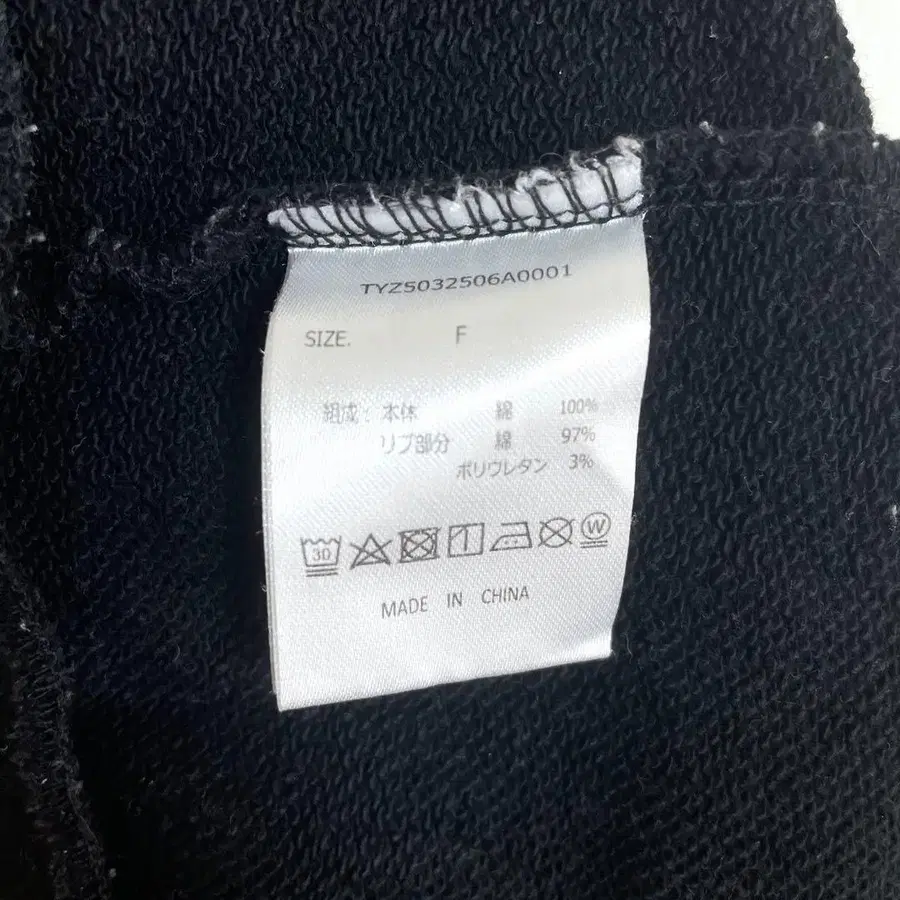 TYZ5032506A0001
SIZE. F
組成: 本体 綿 100%
リブ部分 綿 97%
ポリウレタン 3%
30 W
MADE IN CHINA